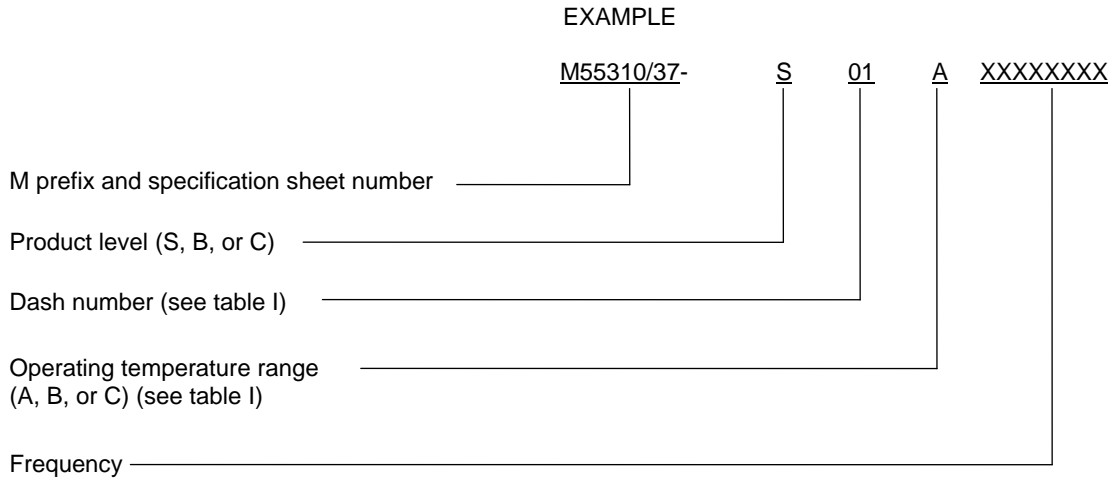 EXAMPLE
M55310/37- S 01 A XXXXXXXX
M prefix and specification sheet number
Product level (S, B, or C)
Dash number (see table I)
Operating temperature range
(A, B, or C) (see table I)
Frequency